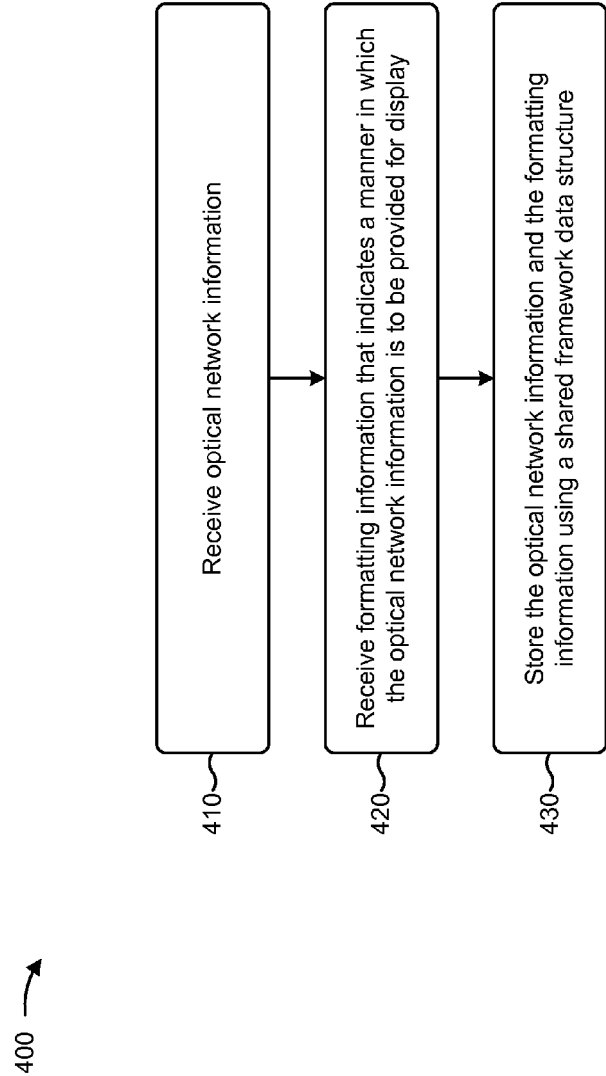 400
410
Receive optical network information
420
Receive formatting information that indicates a manner in which
the optical network information is to be provided for display
430
Store the optical network information and the formatting
information using a shared framework data structure